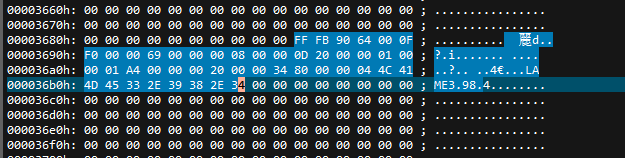 00003660h: 00 00 00 00 00 00 00 00 00 00 00 00 00 00 00 00 ; ................
00003670h: 00 00 00 00 00 00 00 00 00 00 00 00 00 00 00 00 ; ................
00003680h: 00 00 00 00 00 00 00 00 00 00 FF FB 90 64 00 0F ; .......... 麗d..
00003690h: F0 00 00 69 00 00 00 08 00 00 0D 20 00 00 01 00 ; ?.i....... ....
000036a0h: 00 01 A4 00 00 00 20 00 00 34 80 00 00 04 4C 41 ; ..?... ..4€...LA
000036b0h: 4D 45 33 2E 39 38 2E 34 00 00 00 00 00 00 00 00 ; ME3.98.4........
000036c0h: 00 00 00 00 00 00 00 00 00 00 00 00 00 00 00 00 ; ................
000036d0h: 00 00 00 00 00 00 00 00 00 00 00 00 00 00 00 00 ; ................
000036e0h: 00 00 00 00 00 00 00 00 00 00 00 00 00 00 00 00 ; ................
000036f0h: 00 00 00 00 00 00 00 00 00 00 00 00 00 00 00 00 ; ................